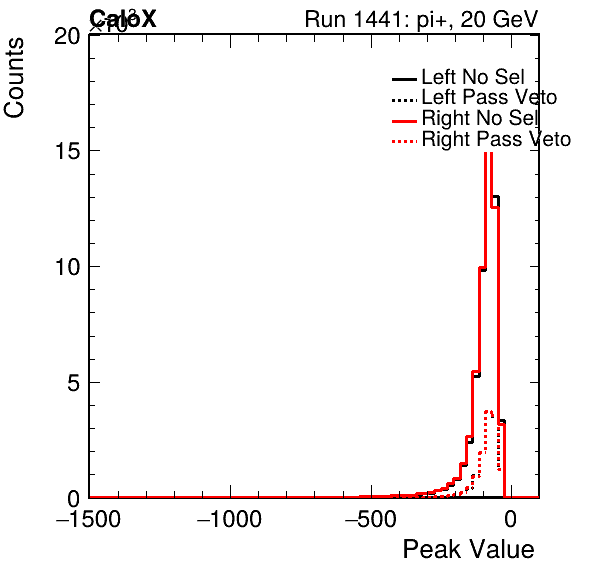 CaloX Run 1441: pi+, 20 GeV
×10³
20
Counts
Left No Sel
Left Pass Veto
Right No Sel
Right Pass Veto
15
10
5
0
−1500 −1000 −500 0
Peak Value